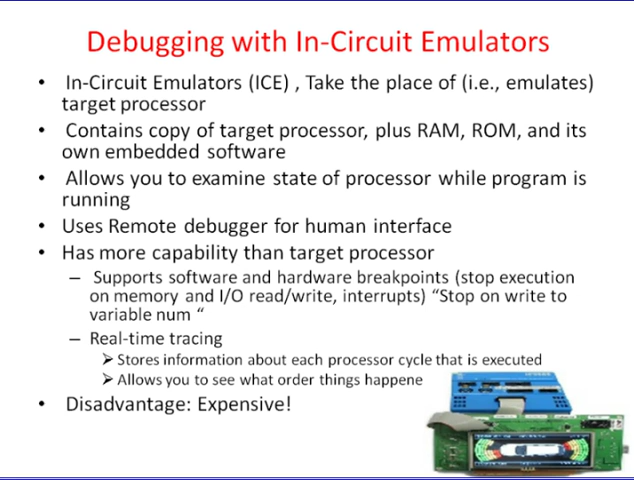 Debugging with In-Circuit Emulators
• In-Circuit Emulators (ICE) , Take the place of (i.e., emulates)
target processor
• Contains copy of target processor, plus RAM, ROM, and its
own embedded software
• Allows you to examine state of processor while program is
running
• Uses Remote debugger for human interface
• Has more capability than target processor
– Supports software and hardware breakpoints (stop execution
on memory and I/O read/write, interrupts) “Stop on write to
variable num “
– Real-time tracing
➢ Stores information about each processor cycle that is executed
➢ Allows you to see what order things happene
• Disadvantage: Expensive!